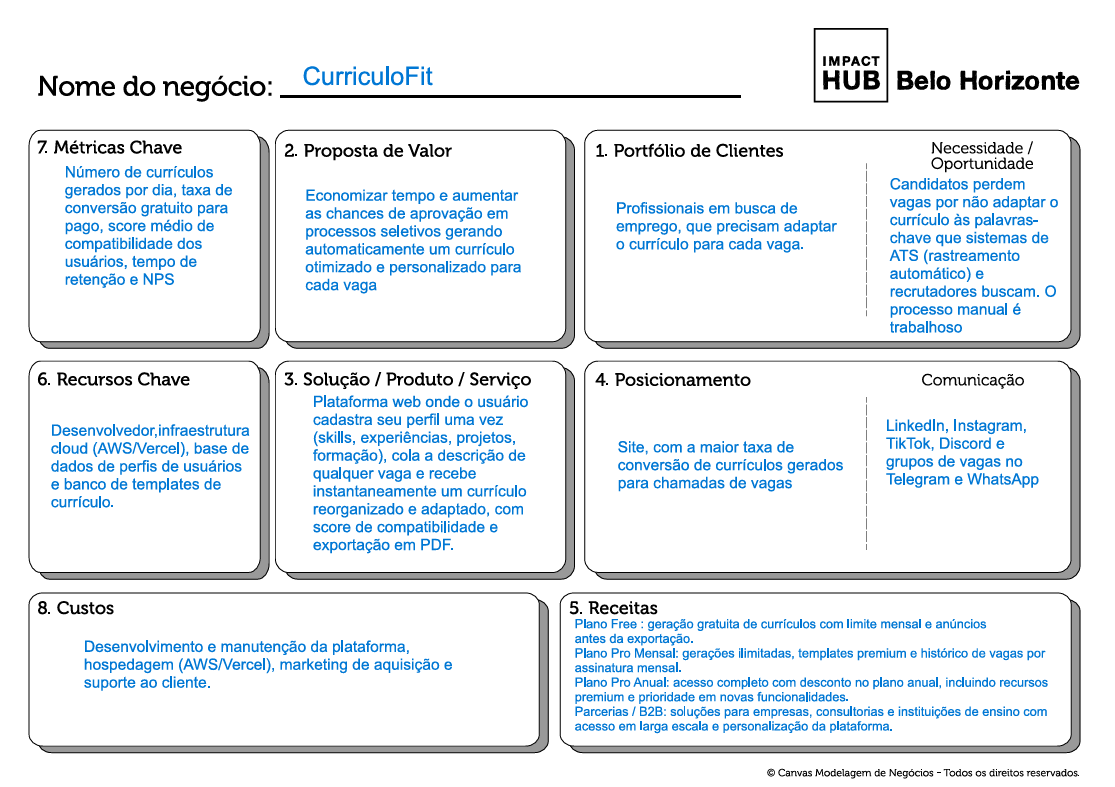 Nome do negócio: CurriculoFit
IMPACT
HUB Belo Horizonte
7. Métricas Chave
Número de currículos
gerados por dia, taxa de
conversão gratuito para
pago, score médio de
compatibilidade dos
usuários, tempo de
retenção e NPS
2. Proposta de Valor
Economizar tempo e aumentar
as chances de aprovação em
processos seletivos gerando
automaticamente um currículo
otimizado e personalizado para
cada vaga
1. Portfólio de Clientes
Profissionais em busca de
emprego, que precisam adaptar
o currículo para cada vaga.
Necessidade /
Oportunidade
Candidatos perdem
vagas por não adaptar o
currículo às palavras-
chave que sistemas de
ATS (rastreamento
automático) e
recrutadores buscam. O
processo manual é
trabalhoso
6. Recursos Chave
Desenvolvedor,infraestrutura
cloud (AWS/Vercel), base de
dados de perfis de usuários
e banco de templates de
currículo.
3. Solução / Produto / Serviço
Plataforma web onde o usuário
cadastra seu perfil uma vez
(skills, experiências, projetos,
formação), cola a descrição de
qualquer vaga e recebe
instantaneamente um currículo
reorganizado e adaptado, com
score de compatibilidade e
exportação em PDF.
4. Posicionamento
Site, com a maior taxa de
conversão de currículos gerados
para chamadas de vagas
Comunicação
LinkedIn, Instagram,
TikTok, Discord e
grupos de vagas no
Telegram e WhatsApp
8. Custos
Desenvolvimento e manutenção da plataforma,
hospedagem (AWS/Vercel), marketing de aquisição e
suporte ao cliente.
5. Receitas
Plano Free : geração gratuita de currículos com limite mensal e anúncios
antes da exportação.
Plano Pro Mensal: gerações ilimitadas, templates premium e histórico de vagas por
assinatura mensal.
Plano Pro Anual: acesso completo com desconto no plano anual, incluindo recursos
premium e prioridade em novas funcionalidades.
Parcerias / B2B: soluções para empresas, consultorias e instituições de ensino com
acesso em larga escala e personalização da plataforma.
© Canvas Modelagem de Negócios - Todos os direitos reservados.